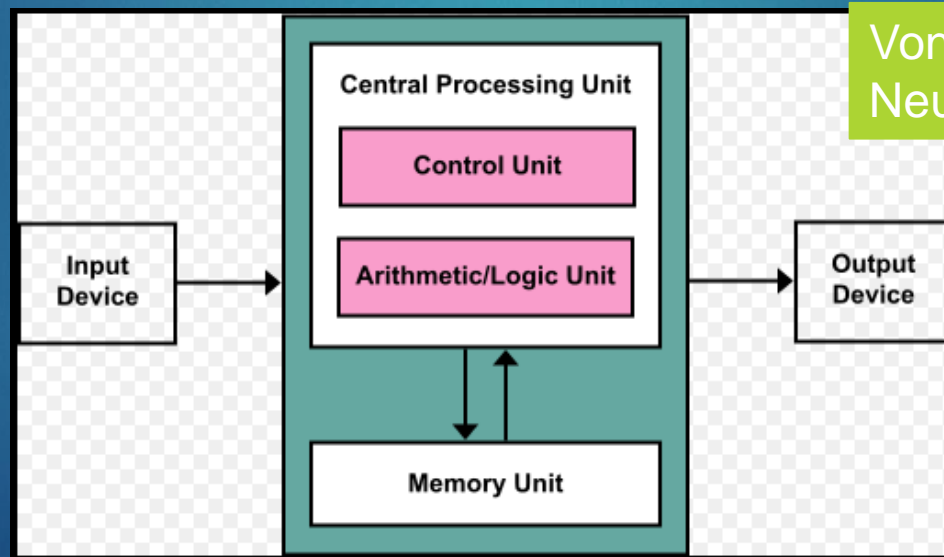 Von
Neu
Central Processing Unit
Control Unit
Arithmetic/Logic Unit
Input
Device
Output
Device
Memory Unit